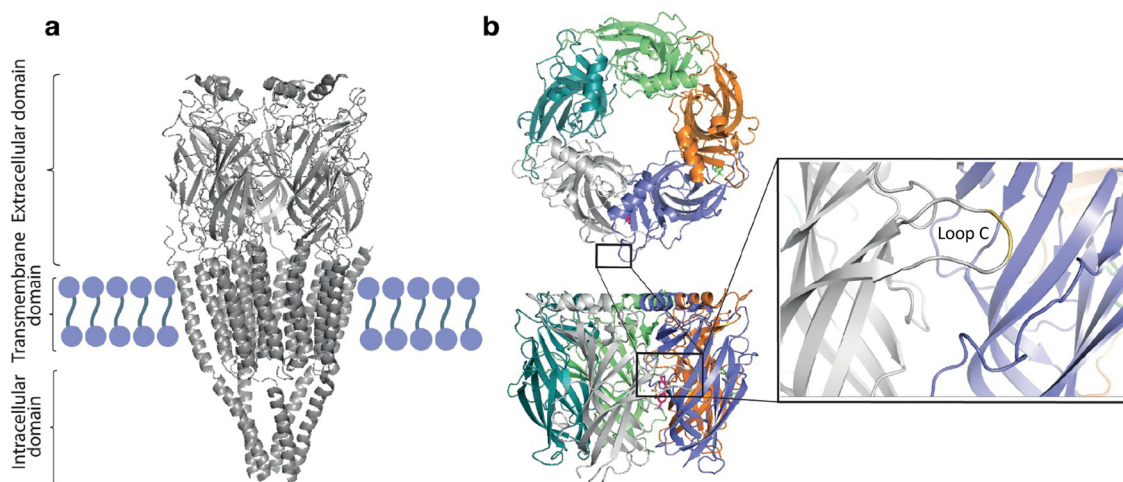 a
b
Extracellular domain
Transmembrane
domain
Intracellular
domain
Loop C